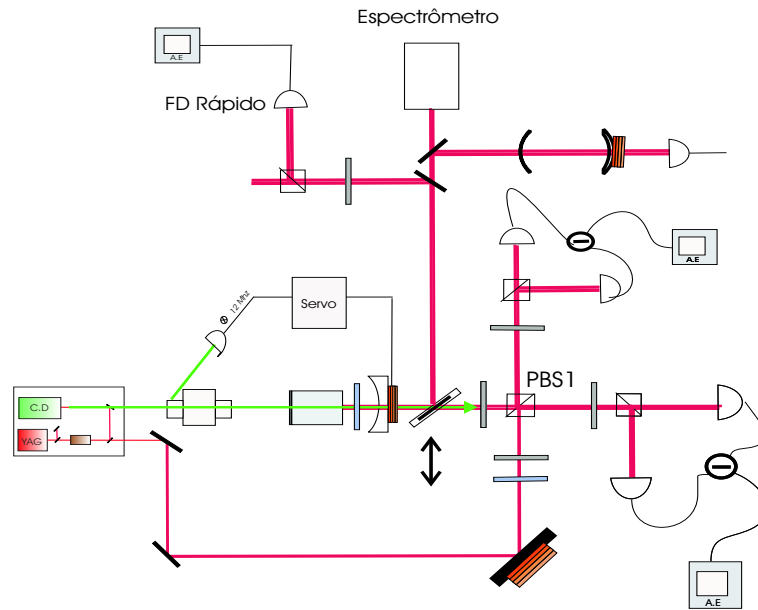 Espectrômetro
A.E
FD Rápido
A.E
12 Mhz
Servo
PBS1
C.D
YAG
A.E